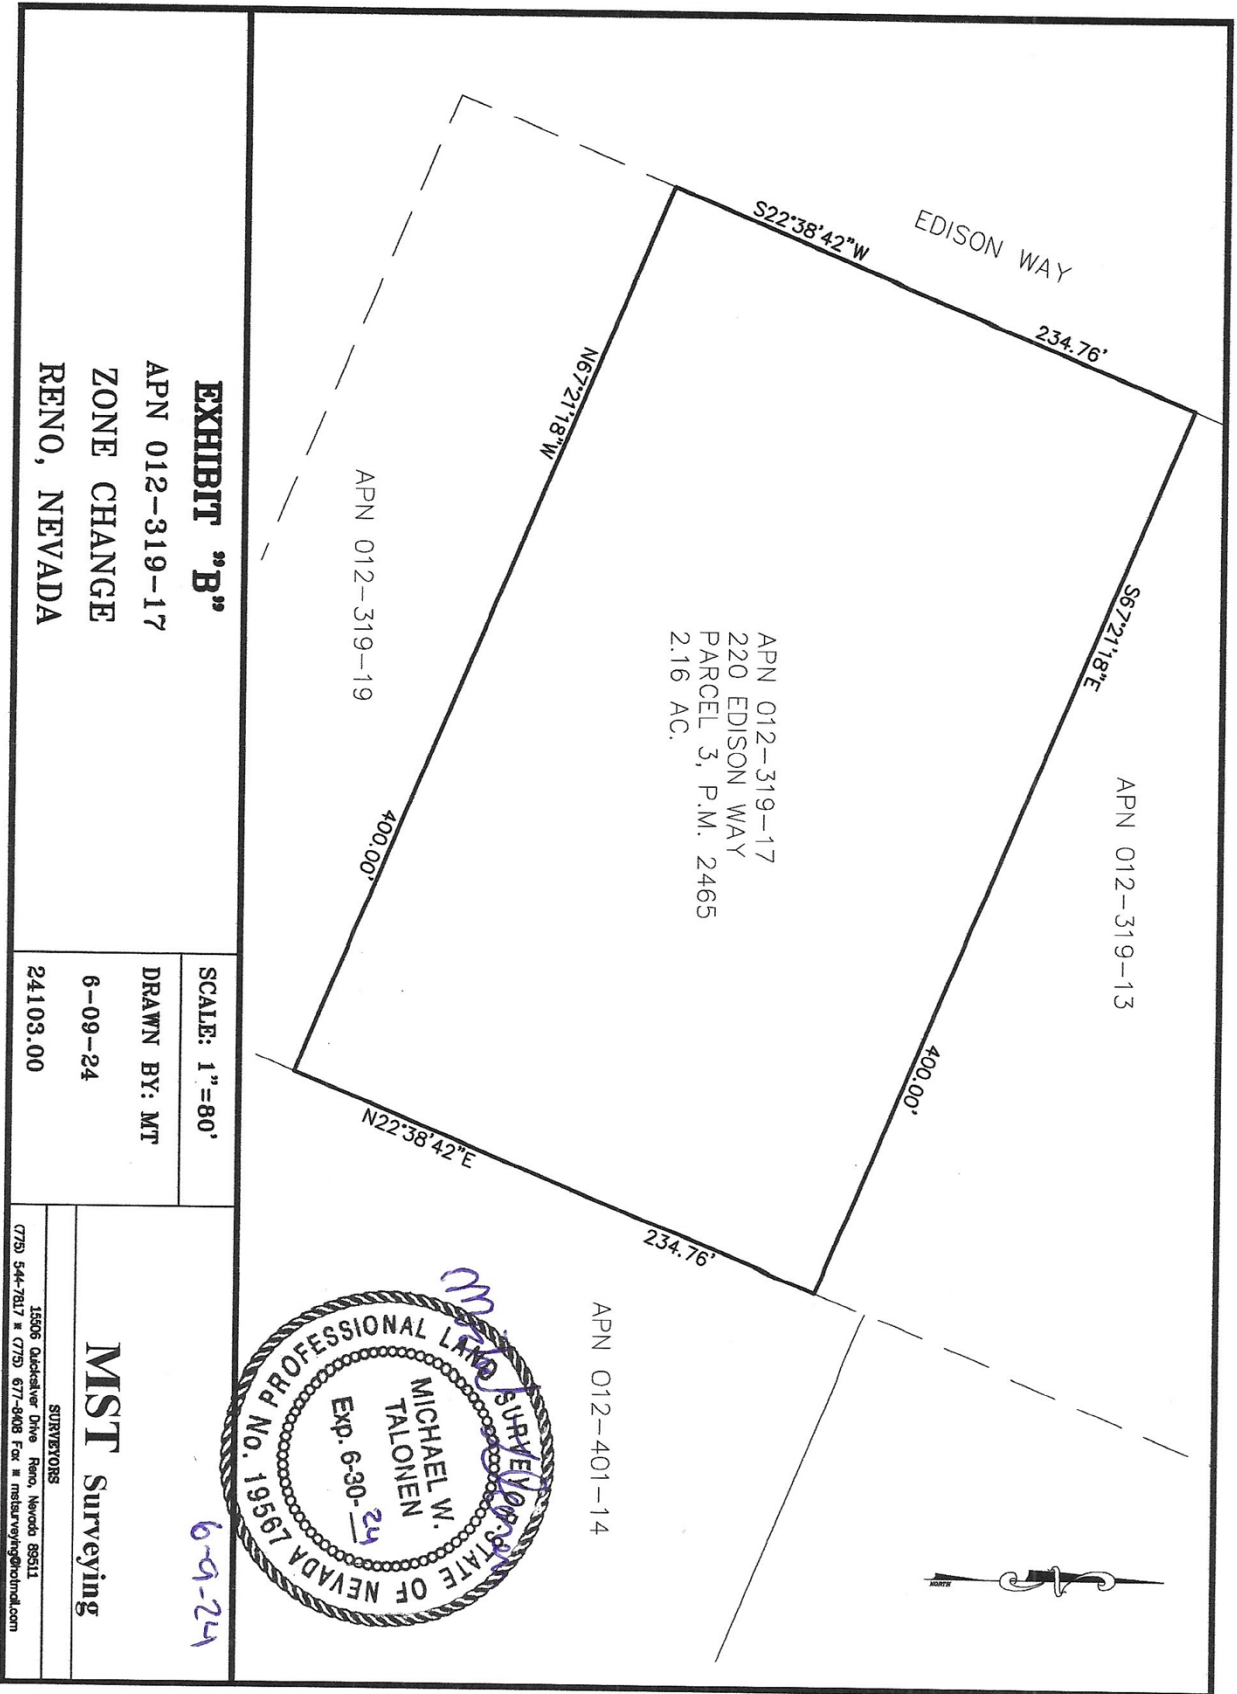 EDISON WAY
S22°38'42"W
234.76'
S67°21'18"E
400.00'
APN 012-319-13
N67°21'18"W
400.00'
APN 012-319-19
APN 012-319-17
220 EDISON WAY
PARCEL 3, P.M. 2465
2.16 AC.
N22°38'42"E
234.76'
APN 012-401-14
NORTH
PROFESSIONAL LAND SURVEYOR-STATE OF NEVADA
No. 19567
MICHAEL W.
TALONEN
Exp. 6-30-24
6-9-24
EXHIBIT "B"
APN 012-319-17
ZONE CHANGE
RENO, NEVADA
SCALE: 1"=80'
DRAWN BY: MT
6-09-24
24103.00
MST Surveying
SURVEYORS
15506 Quicksilver Drive Reno, Nevada 89511
(775) 544-7817 * (775) 677-8408 Fax * mstsurveying@hotmail.com